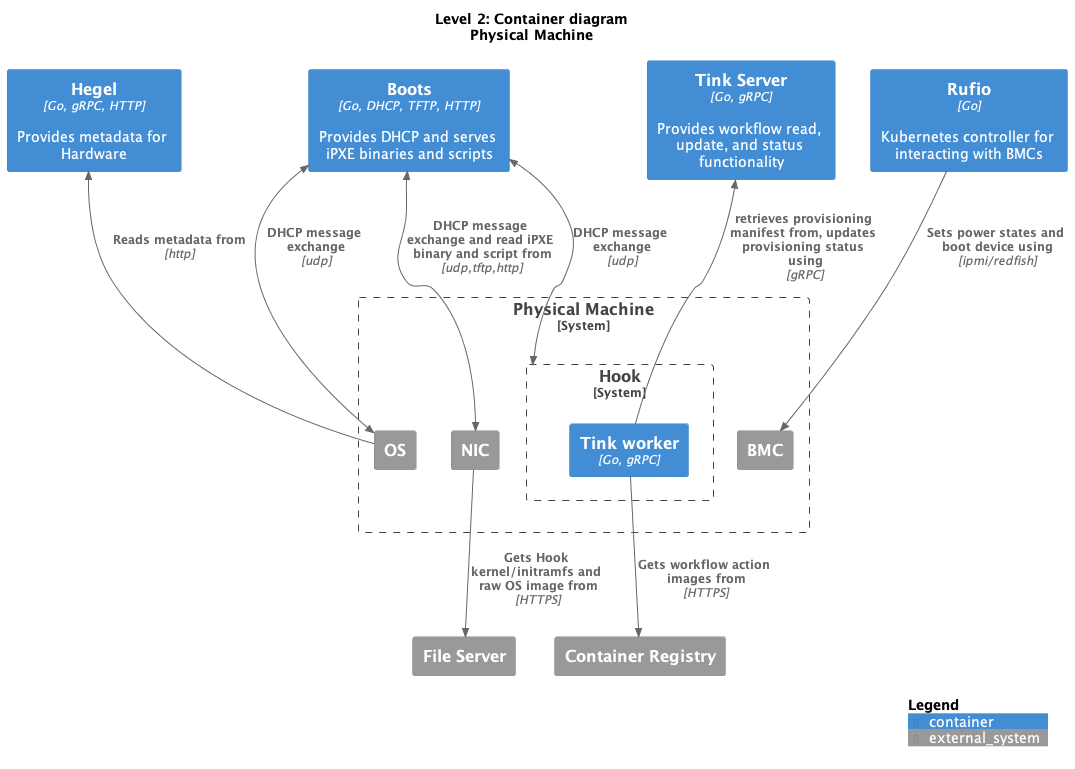 Level 2: Container diagram
Physical Machine
Hegel
[Go, gRPC, HTTP]
Provides metadata for
Hardware
Boots
[Go, DHCP, TFTP, HTTP]
Provides DHCP and serves
iPXE binaries and scripts
Tink Server
[Go, gRPC]
Provides workflow read,
update, and status
functionality
Rufio
[Go]
Kubernetes controller for
interacting with BMCs
Reads metadata from
[http]
DHCP message
exchange
[udp]
DHCP message
exchange and read iPXE
binary and script from
[udp,tftp,http]
DHCP message
exchange
[udp]
retrieves provisioning
manifest from, updates
provisioning status
using
[gRPC]
Sets power states and
boot device using
[ipmi/redfish]
Physical Machine
[System]
Hook
[System]
OS
NIC
Tink worker
[Go, gRPC]
BMC
Gets Hook
kernel/initramfs and
raw OS image from
[HTTPS]
Gets workflow action
images from
[HTTPS]
File Server
Container Registry
Legend
container
external_system